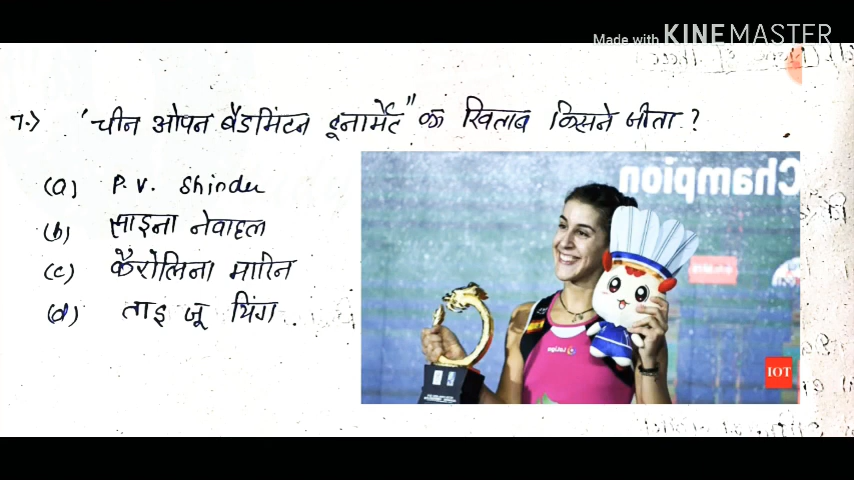 Made with KINEMASTER
7.> "चीन ओपन बैडमिंटन टूनार्मेंट" का खिताब किसने जीता ?
(a) P.V. Shindu
(b) साइना नेवाहल
(c) कैरोलिना मारिन
(d) ताइ जू यिंग .
Champion
IOT